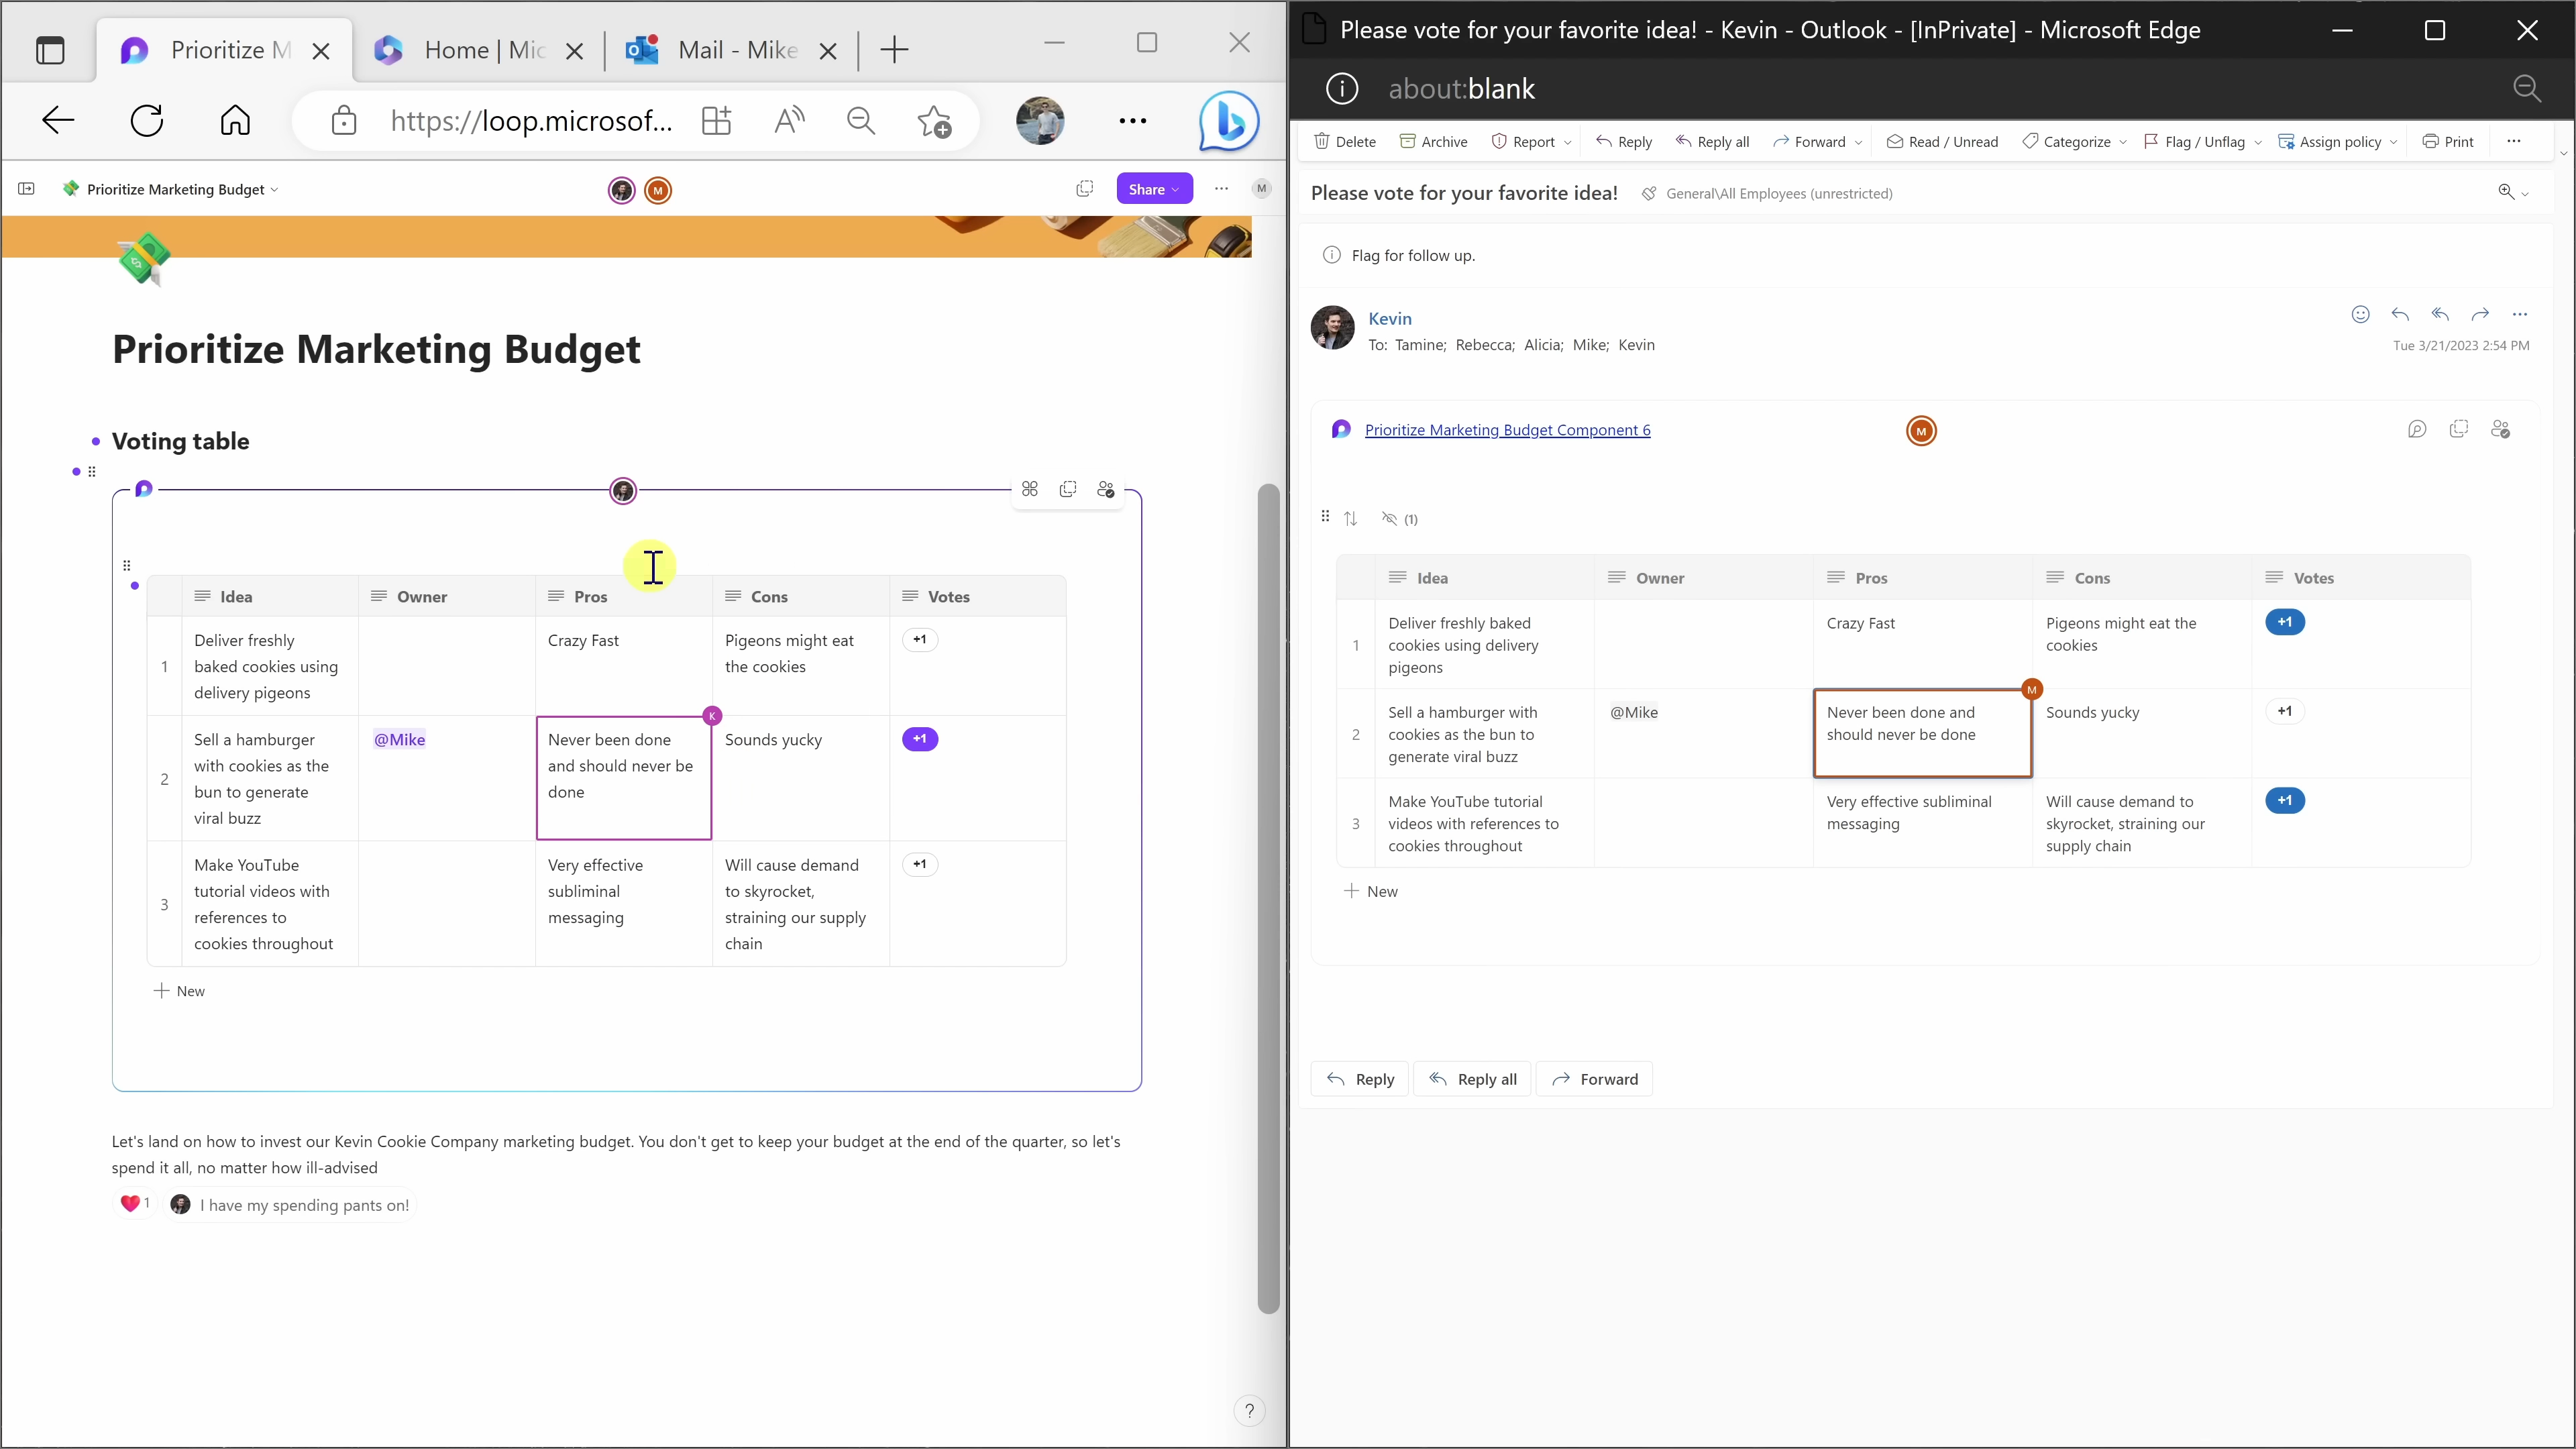 Prioritize M
Home | Mic
Mail - Mike
https://loop.microsof...
Prioritize Marketing Budget
M
Share
M
Prioritize Marketing Budget
Voting table
Idea Owner Pros Cons Votes
1
Deliver freshly
baked cookies using
delivery pigeons
Crazy Fast
Pigeons might eat
the cookies
+1
K
2
Sell a hamburger
with cookies as the
bun to generate
viral buzz
@Mike
Never been done
and should never be
done
Sounds yucky
+1
3
Make YouTube
tutorial videos with
references to
cookies throughout
Very effective
subliminal
messaging
Will cause demand
to skyrocket,
straining our supply
chain
+1
New
Let's land on how to invest our Kevin Cookie Company marketing budget. You don't get to keep your budget at the end of the quarter, so let's
spend it all, no matter how ill-advised
1
I have my spending pants on!
?
Please vote for your favorite idea! - Kevin - Outlook - [InPrivate] - Microsoft Edge
about:blank
Delete Archive Report Reply Reply all Forward Read / Unread Categorize Flag / Unflag Assign policy Print
Please vote for your favorite idea! General\All Employees (unrestricted)
Flag for follow up.
Kevin
To: Tamine; Rebecca; Alicia; Mike; Kevin
Tue 3/21/2023 2:54 PM
Prioritize Marketing Budget Component 6
M
(1)
Idea Owner Pros Cons Votes
1
Deliver freshly baked
cookies using delivery
pigeons
Crazy Fast
Pigeons might eat the
cookies
+1
M
2
Sell a hamburger with
cookies as the bun to
generate viral buzz
@Mike
Never been done and
should never be done
Sounds yucky
+1
3
Make YouTube tutorial
videos with references to
cookies throughout
Very effective subliminal
messaging
Will cause demand to
skyrocket, straining our
supply chain
+1
New
Reply Reply all Forward